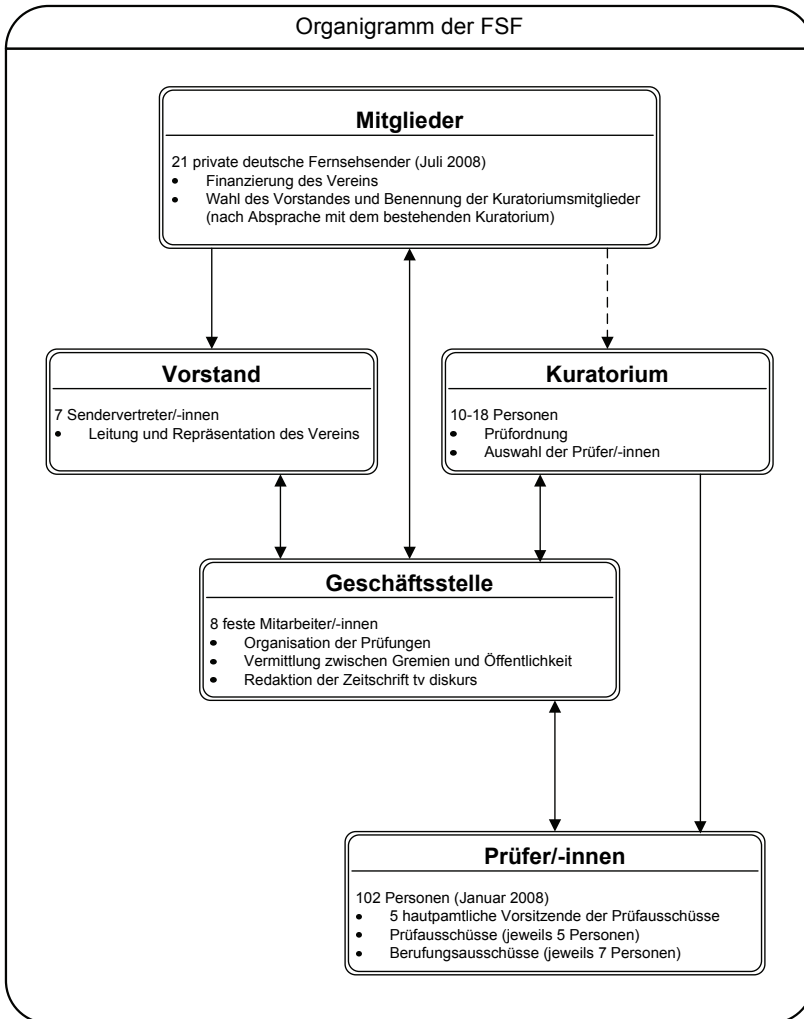 Organigramm der FSF
Mitglieder
21 private deutsche Fernsehsender (Juli 2008)
• Finanzierung des Vereins
• Wahl des Vorstandes und Benennung der Kuratoriumsmitglieder
(nach Absprache mit dem bestehenden Kuratorium)
Vorstand
7 Sendervertreter/-innen
• Leitung und Repräsentation des Vereins
Kuratorium
10-18 Personen
• Prüfordnung
• Auswahl der Prüfer/-innen
Geschäftsstelle
8 feste Mitarbeiter/-innen
• Organisation der Prüfungen
• Vermittlung zwischen Gremien und Öffentlichkeit
• Redaktion der Zeitschrift tv diskurs
Prüfer/-innen
102 Personen (Januar 2008)
• 5 hautpamtliche Vorsitzende der Prüfausschüsse
• Prüfausschüsse (jeweils 5 Personen)
• Berufungsausschüsse (jeweils 7 Personen)